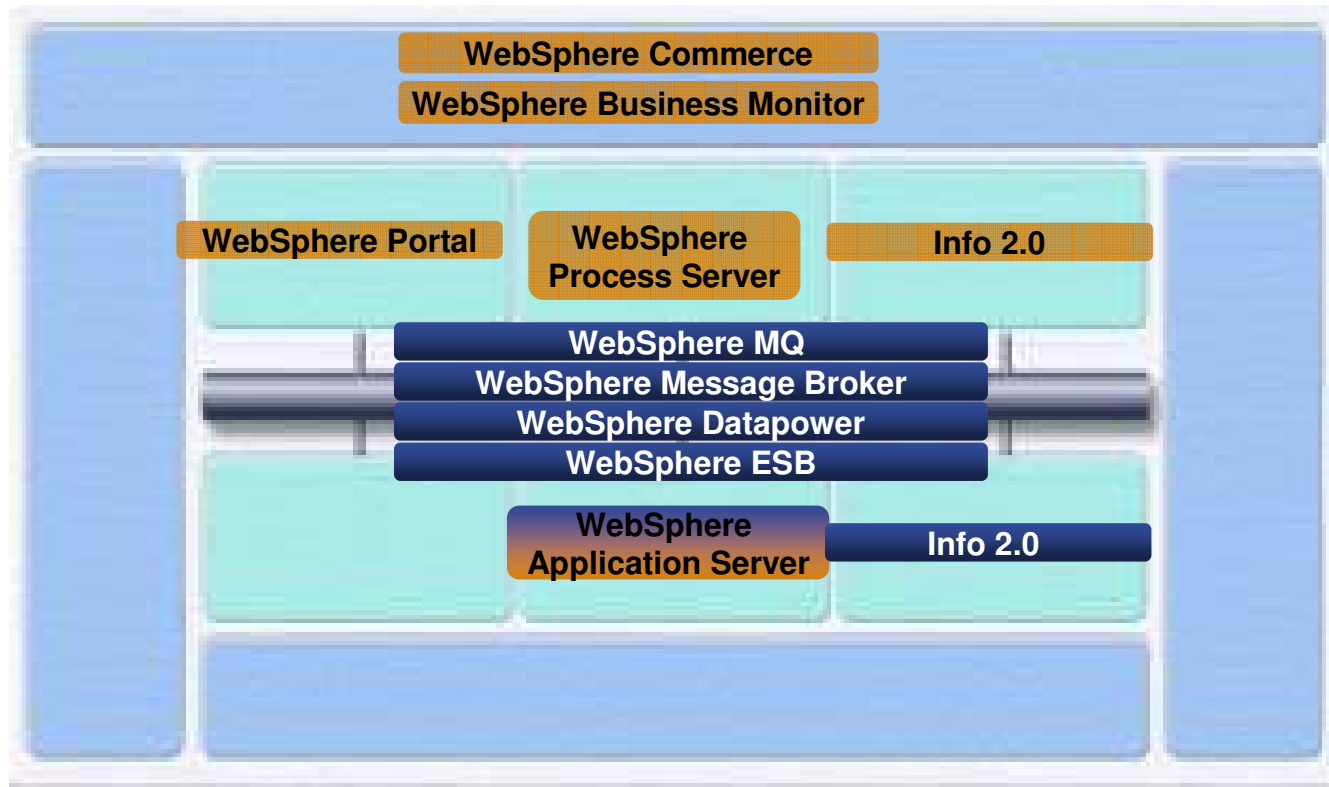 WebSphere Commerce
WebSphere Business Monitor
WebSphere Portal
WebSphere
Process Server
Info 2.0
WebSphere MQ
WebSphere Message Broker
WebSphere Datapower
WebSphere ESB
WebSphere
Application Server
Info 2.0